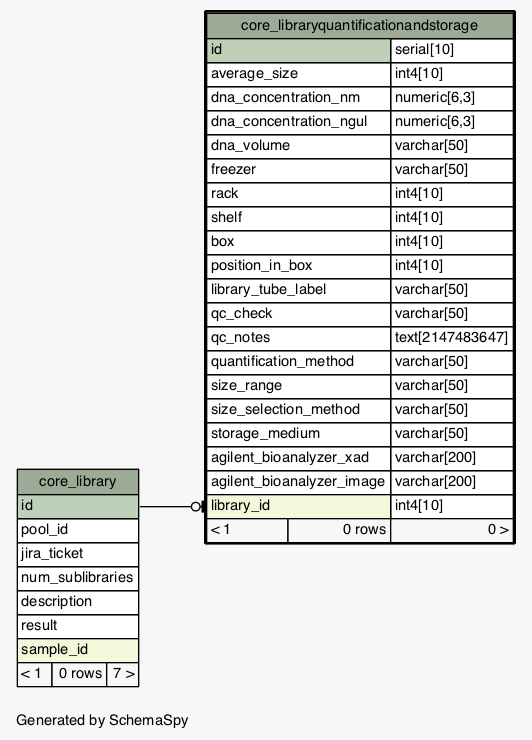 core_libraryquantificationandstorage
id serial[10]
average_size int4[10]
dna_concentration_nm numeric[6,3]
dna_concentration_ngul numeric[6,3]
dna_volume varchar[50]
freezer varchar[50]
rack int4[10]
shelf int4[10]
box int4[10]
position_in_box int4[10]
library_tube_label varchar[50]
qc_check varchar[50]
qc_notes text[2147483647]
quantification_method varchar[50]
size_range varchar[50]
size_selection_method varchar[50]
storage_medium varchar[50]
agilent_bioanalyzer_xad varchar[200]
agilent_bioanalyzer_image varchar[200]
library_id int4[10]
< 1 0 rows 0 >
core_library
id
pool_id
jira_ticket
num_sublibraries
description
result
sample_id
< 1 0 rows 7 >
Generated by SchemaSpy